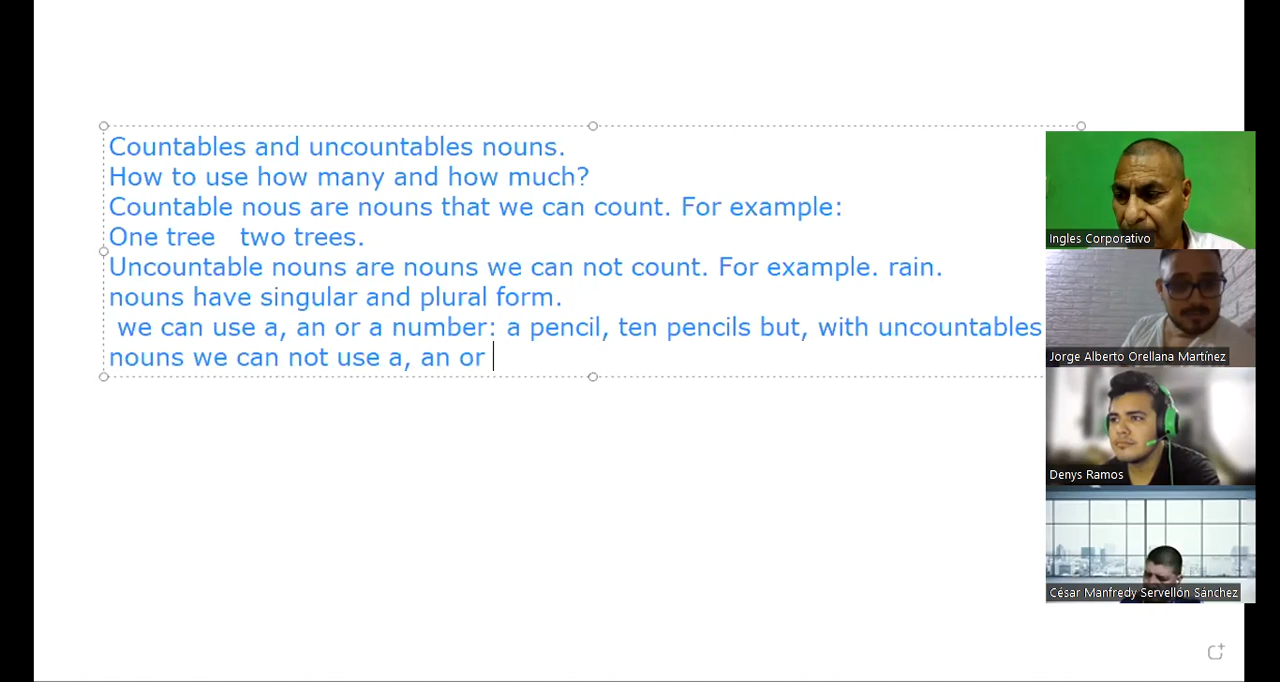 Countables and uncountables nouns.
How to use how many and how much?
Countable nous are nouns that we can count. For example:
One tree   two trees.
Uncountable nouns are nouns we can not count. For example. rain.
nouns have singular and plural form.
we can use a, an or a number: a pencil, ten pencils but, with uncountables
nouns we can not use a, an or
Ingles Corporativo
Jorge Alberto Orellana Martínez
Denys Ramos
César Manfredy Servellón Sánchez